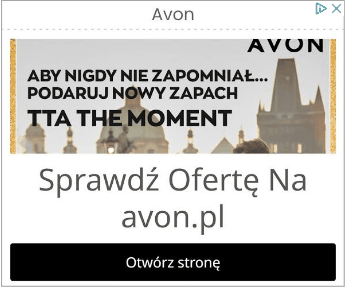 Avon
AVON
ABY NIGDY NIE ZAPOMNIAŁ...
PODARUJ NOWY ZAPACH
TTA THE MOMENT
Sprawdź Ofertę Na
avon.pl
Otwórz stronę